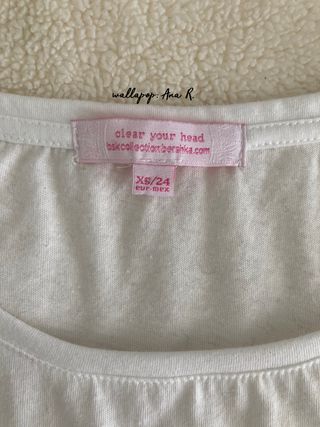 wallapop: Ana R.
clear your head
bskcollection/bershka.com
XS/24
eur-mex